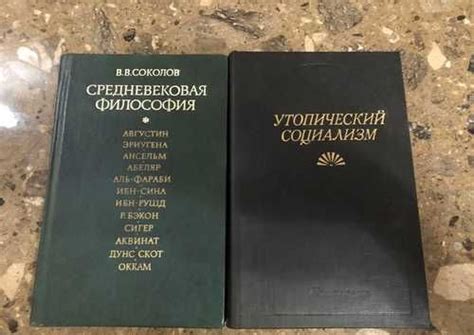 В.В.СОКОЛОВ
СРЕДНЕВЕКОВАЯ
ФИЛОСОФИЯ
АВГУСТИН
ЭРИУГЕНА
АНСЕЛЬМ
АБЕЛЯР
АЛЬ-ФАРАБИ
ИБН-СИНА
ИБН-РУШД
Р. БЭКОН
СИГЕР
АКВИНАТ
ДУНС СКОТ
ОККАМ
УТОПИЧЕСКИЙ
СОЦИАЛИЗМ